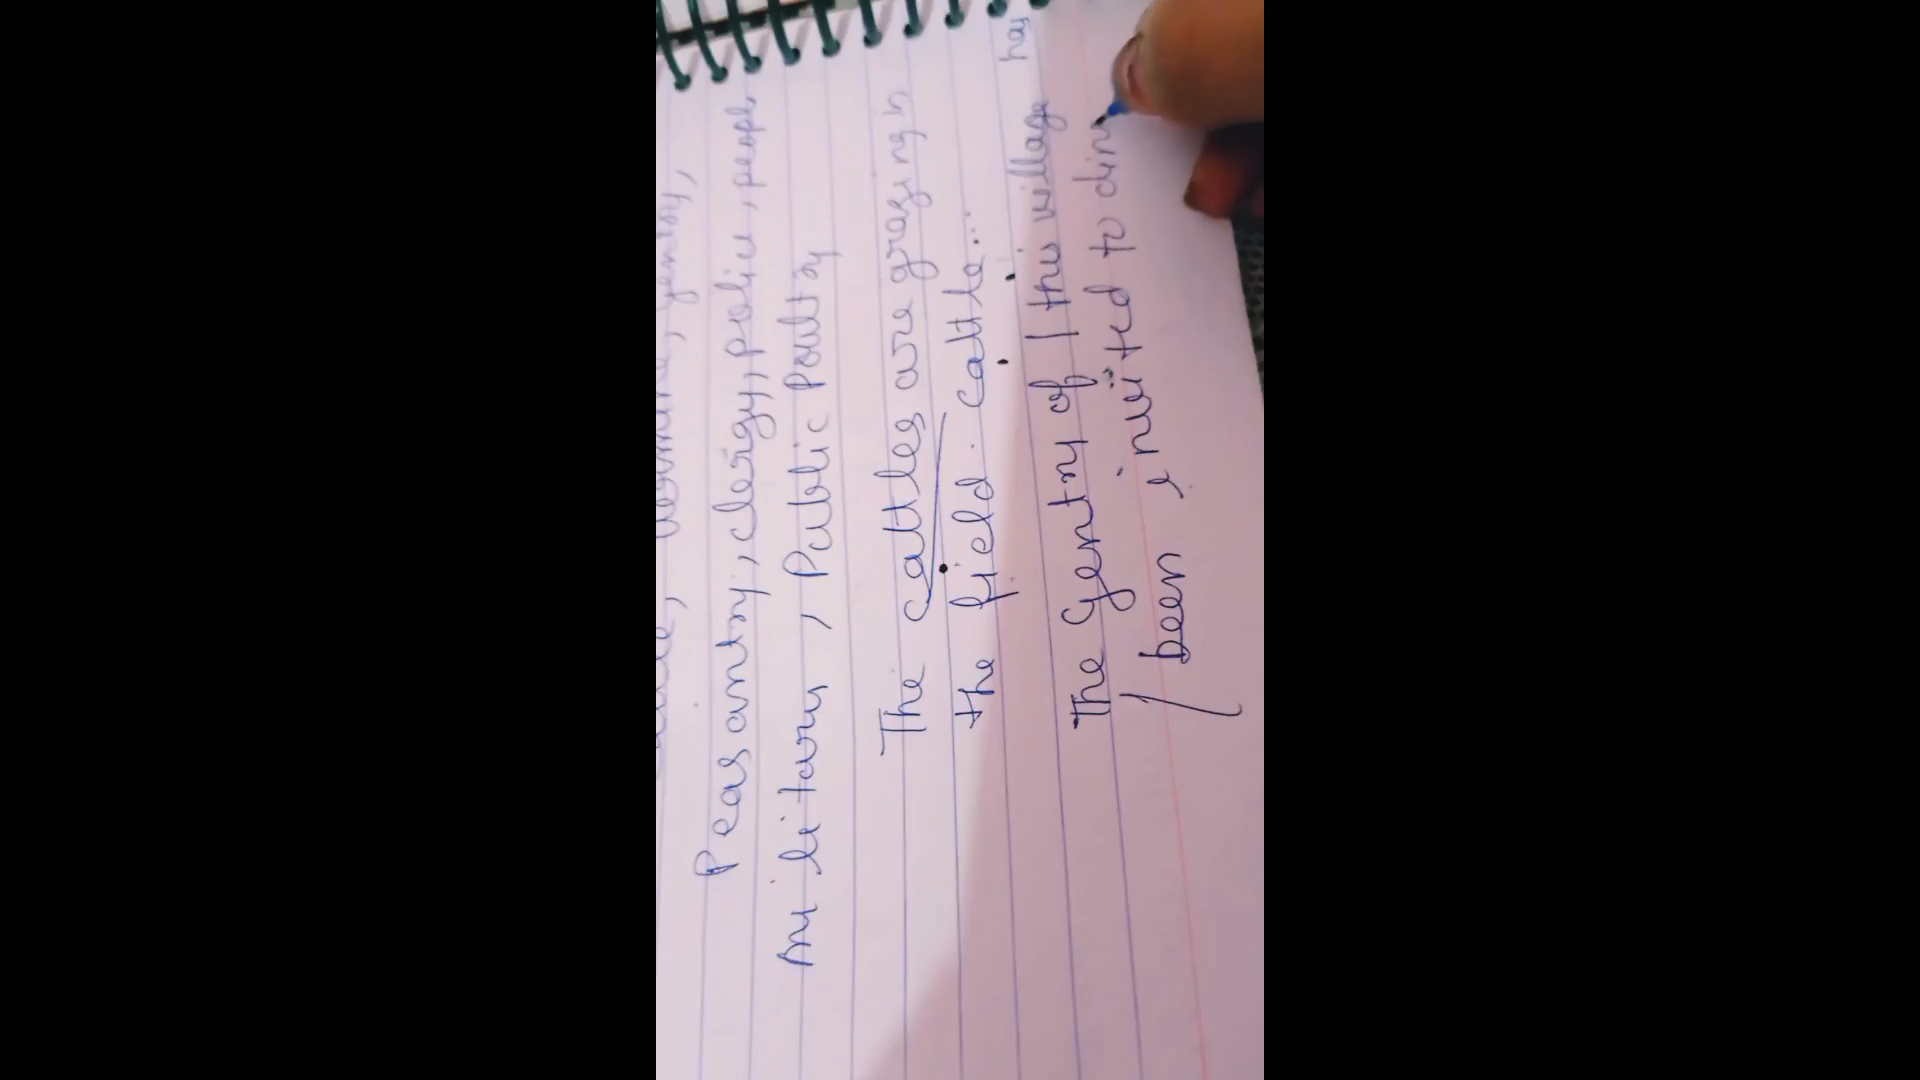 gentry,
Peasantry, clergy, police, people
military, Public Poultry
The cattles are grazing in
the field. cattle...
The Gentry of / this village has
/ been invited to din